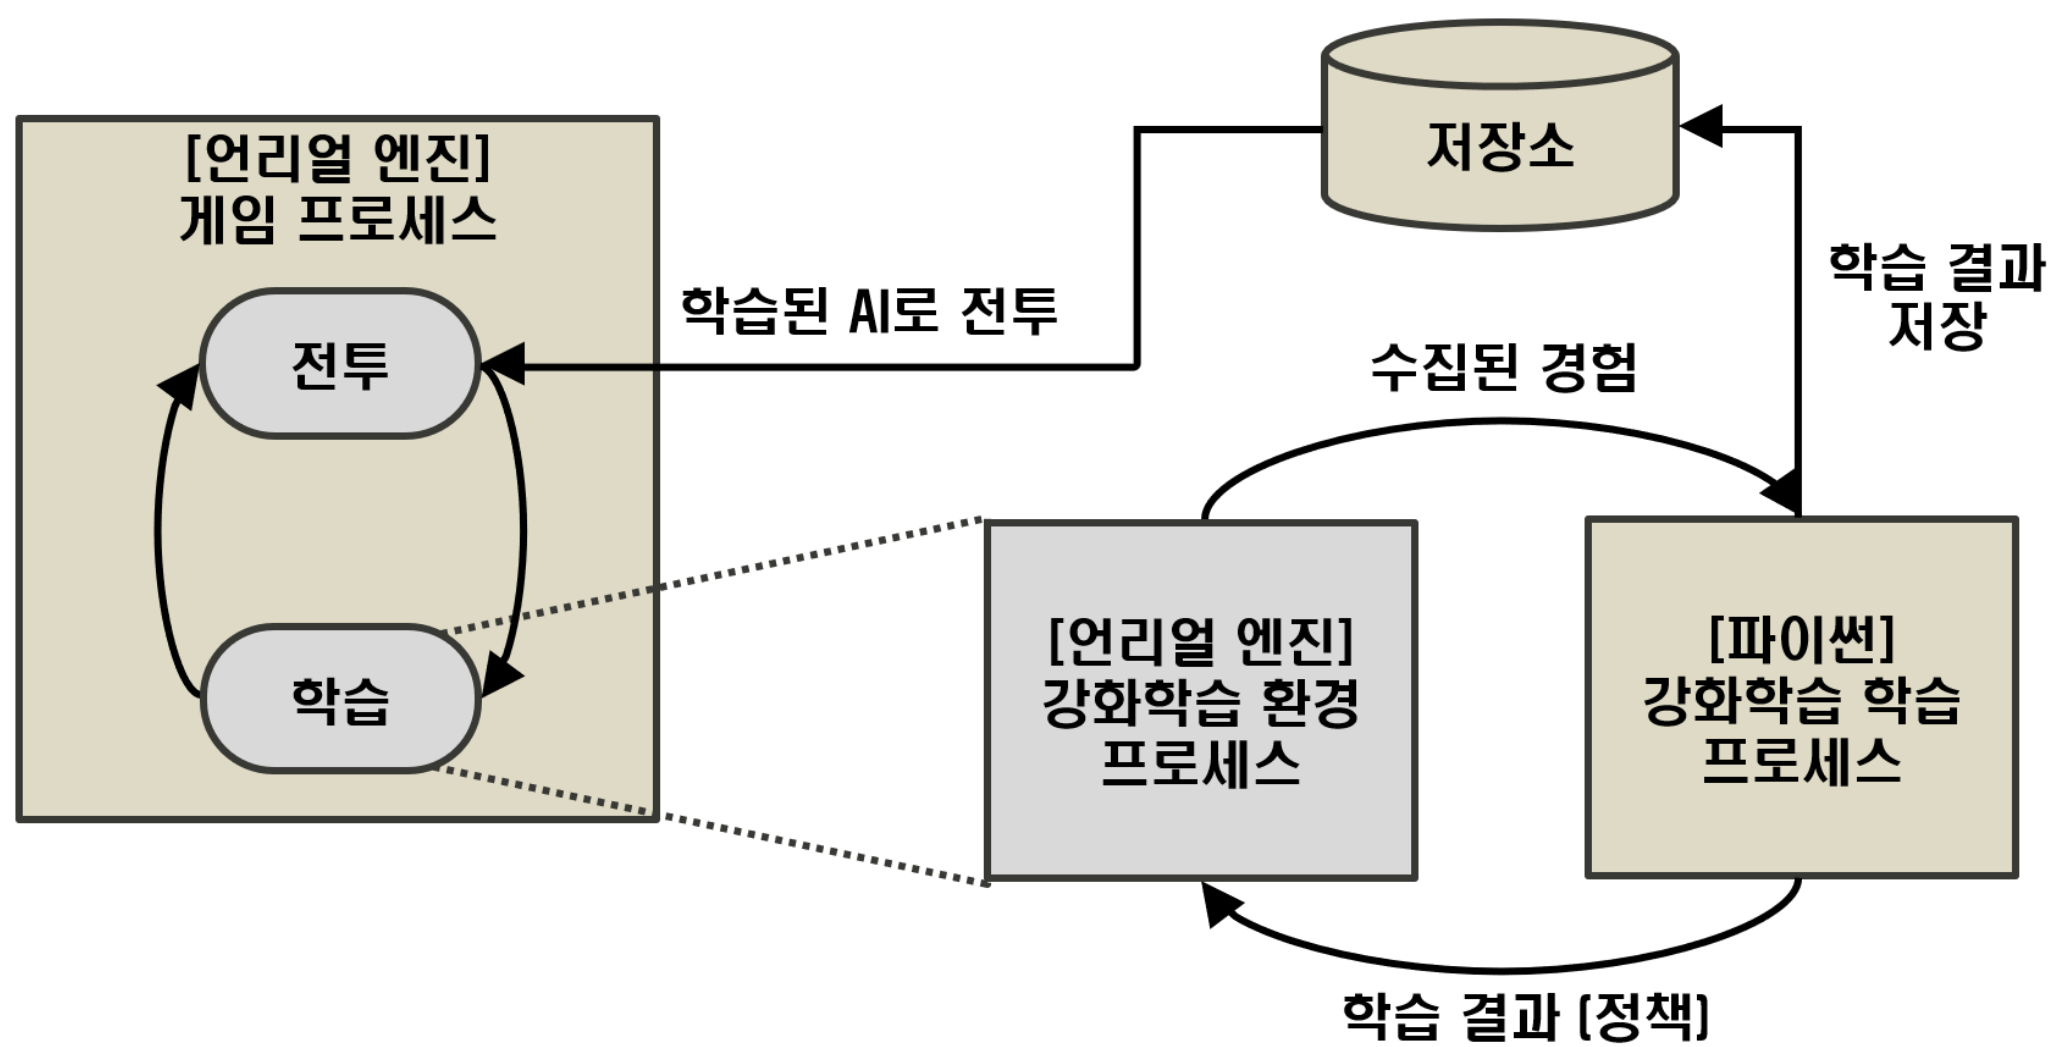 [언리얼 엔진]
게임 프로세스
전투
학습
학습된 AI로 전투
저장소
학습 결과
저장
수집된 경험
[언리얼 엔진]
강화학습 환경
프로세스
[파이썬]
강화학습 학습
프로세스
학습 결과 (정책)